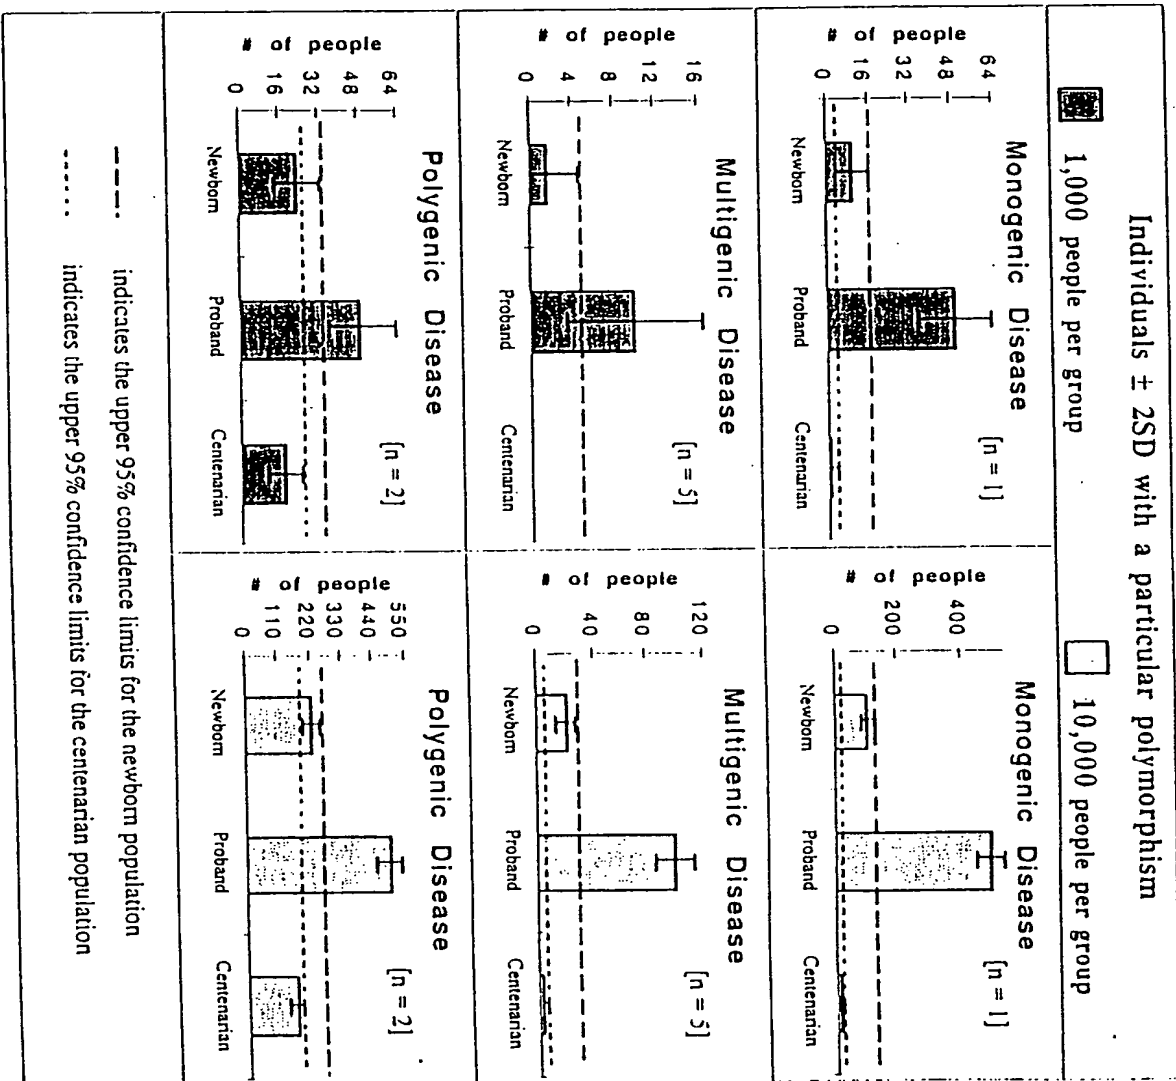 Individuals ± 2SD with a particular polymorphism
1,000 people per group
10,000 people per group
Monogenic Disease
[n = 1]
# of people
0 16 32 48 64
Newborn Proband Centenarian
Monogenic Disease
[n = 1]
# of people
0 200 400
Newborn Proband Centenarian
Multigenic Disease
[n = 5]
# of people
0 4 8 12 16
Newborn Proband Centenarian
Multigenic Disease
[n = 5]
# of people
0 40 80 120
Newborn Proband Centenarian
Polygenic Disease
[n = 2]
# of people
0 16 32 48 64
Newborn Proband Centenarian
Polygenic Disease
[n = 2]
# of people
0 110 220 330 440 550
Newborn Proband Centenarian
indicates the upper 95% confidence limits for the newborn population
indicates the upper 95% confidence limits for the centenarian population